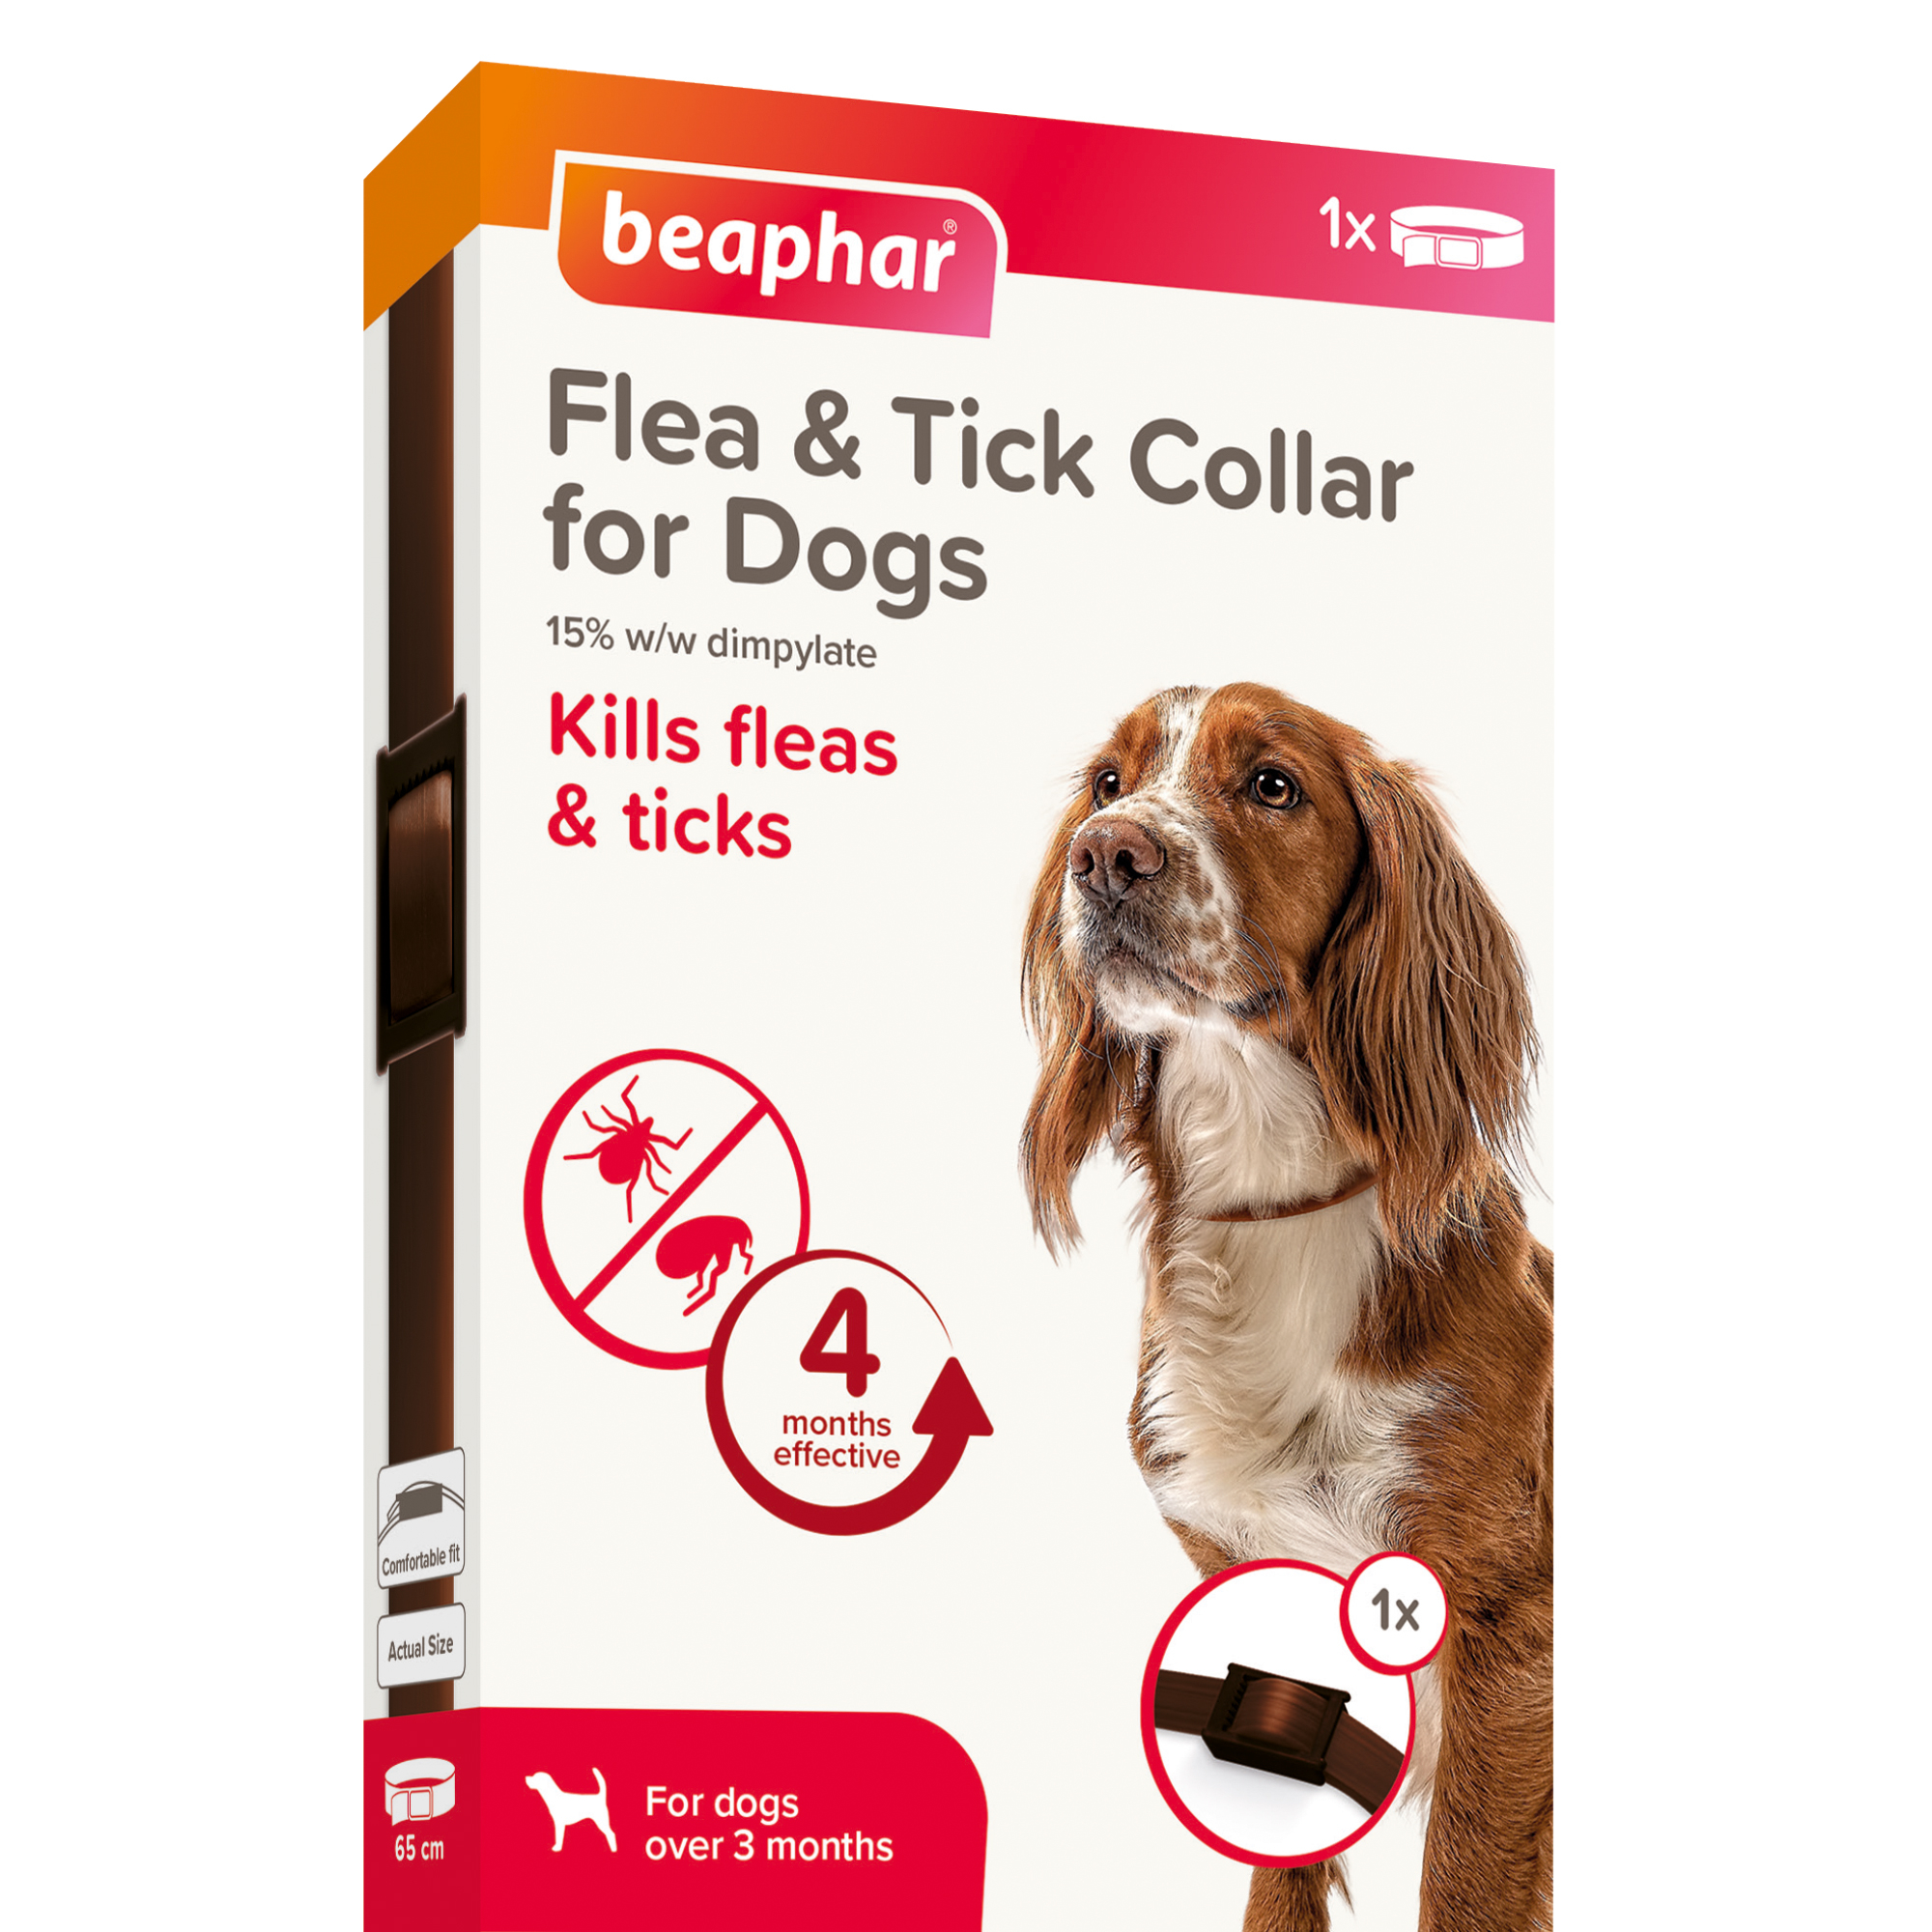 beaphar®
1x
Flea & Tick Collar
for Dogs
15% w/w dimpylate
Kills fleas
& ticks
4
months
effective
1x
Comfortable fit
Actual Size
65 cm
For dogs
over 3 months